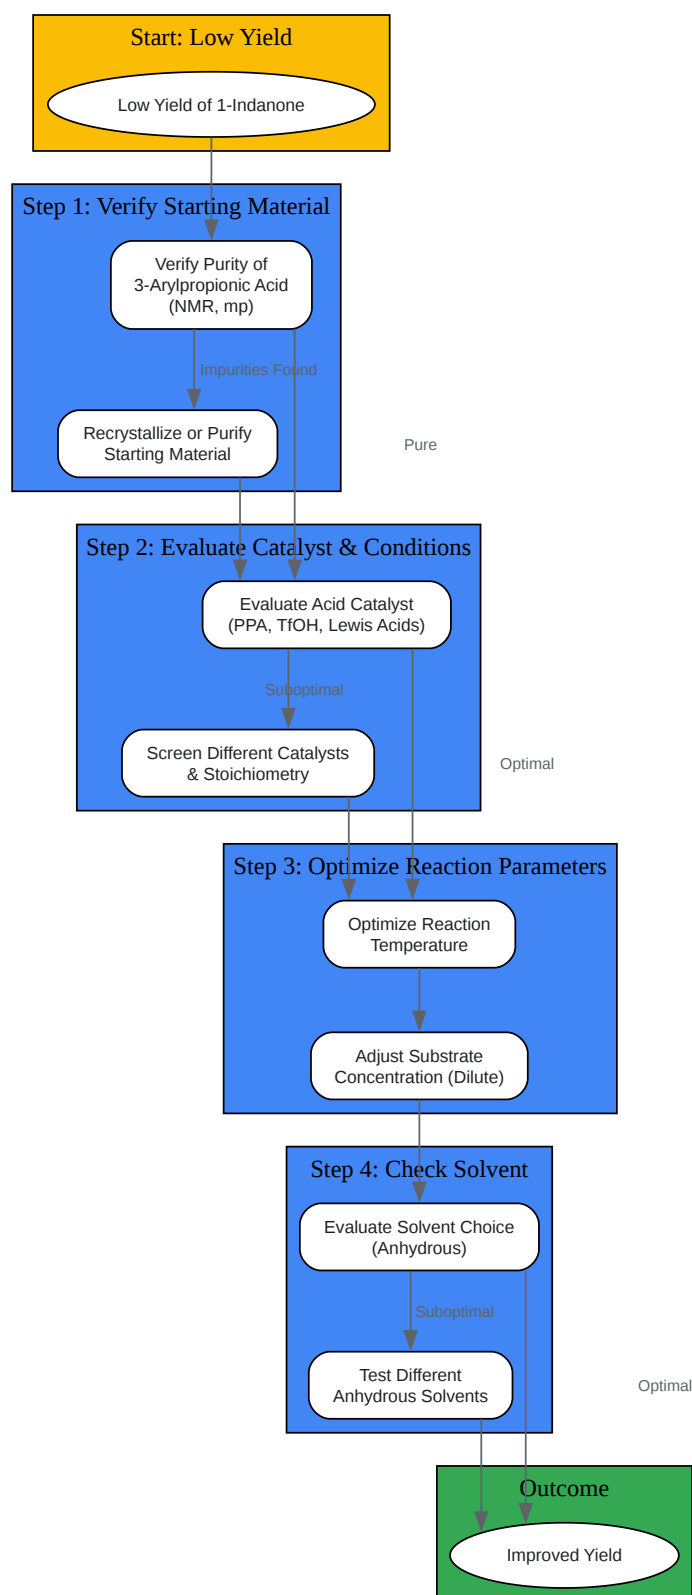 Start: Low Yield
Low Yield of 1-Indanone
Step 1: Verify Starting Material
Verify Purity of
3-Arylpropionic Acid
(NMR, mp)
Impurities Found
Recrystallize or Purify
Starting Material
Pure
Step 2: Evaluate Catalyst & Conditions
Evaluate Acid Catalyst
(PPA, TfOH, Lewis Acids)
Suboptimal
Screen Different Catalysts
& Stoichiometry
Optimal
Step 3: Optimize Reaction Parameters
Optimize Reaction
Temperature
Adjust Substrate
Concentration (Dilute)
Step 4: Check Solvent
Evaluate Solvent Choice
(Anhydrous)
Suboptimal
Test Different
Anhydrous Solvents
Optimal
Outcome
Improved Yield